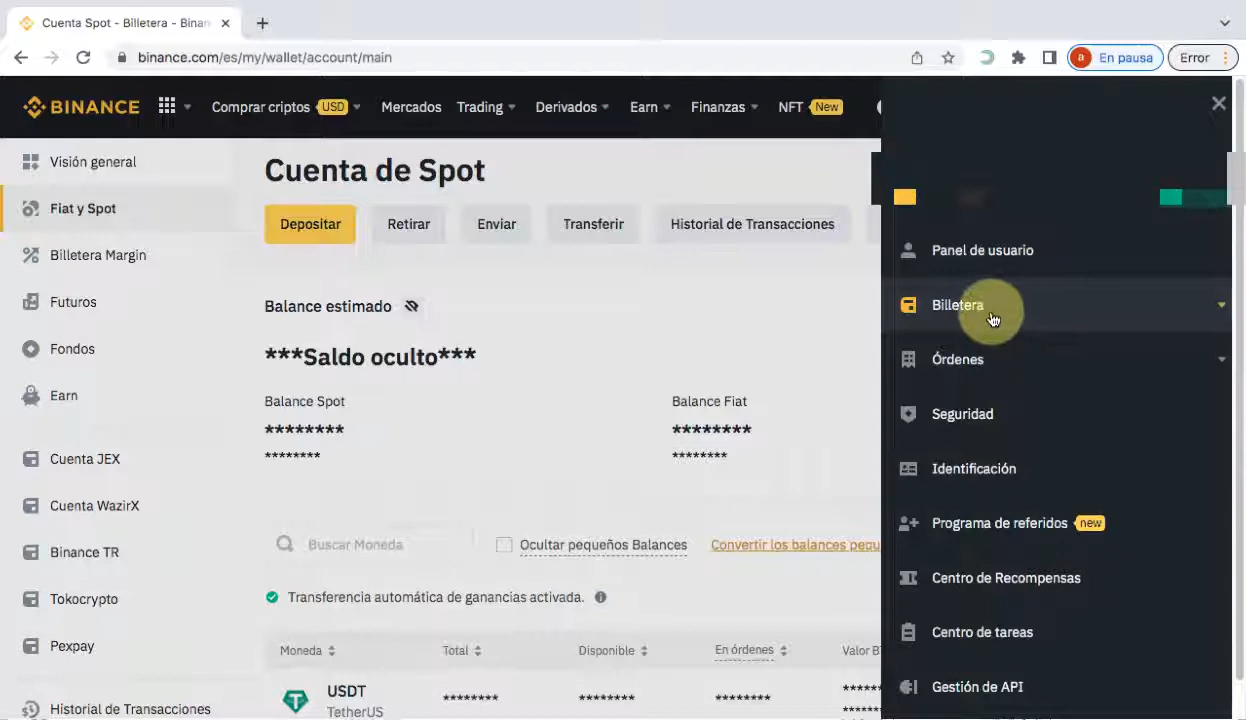 Cuenta Spot - Billetera - Binan
binance.com/es/my/wallet/account/main
a En pausa
Error
BINANCE
Comprar criptos USD
Mercados
Trading
Derivados
Earn
Finanzas
NFT New
Visión general
Fiat y Spot
Billetera Margin
Futuros
Fondos
Earn
Cuenta JEX
Cuenta WazirX
Binance TR
Tokocrypto
Pexpay
Historial de Transacciones
Cuenta de Spot
Depositar
Retirar
Enviar
Transferir
Historial de Transacciones
Balance estimado
***Saldo oculto***
Balance Spot
Balance Fiat
******** 
********
********
********
Buscar Moneda
Ocultar pequeños Balances
Convertir los balances pequ
Transferencia automática de ganancias activada.
Moneda
Total
Disponible
En órdenes
Valor BT
USDT
TetherUS
********
********
********
******
******
Panel de usuario
Billetera
Órdenes
Seguridad
Identificación
Programa de referidos new
Centro de Recompensas
Centro de tareas
Gestión de API